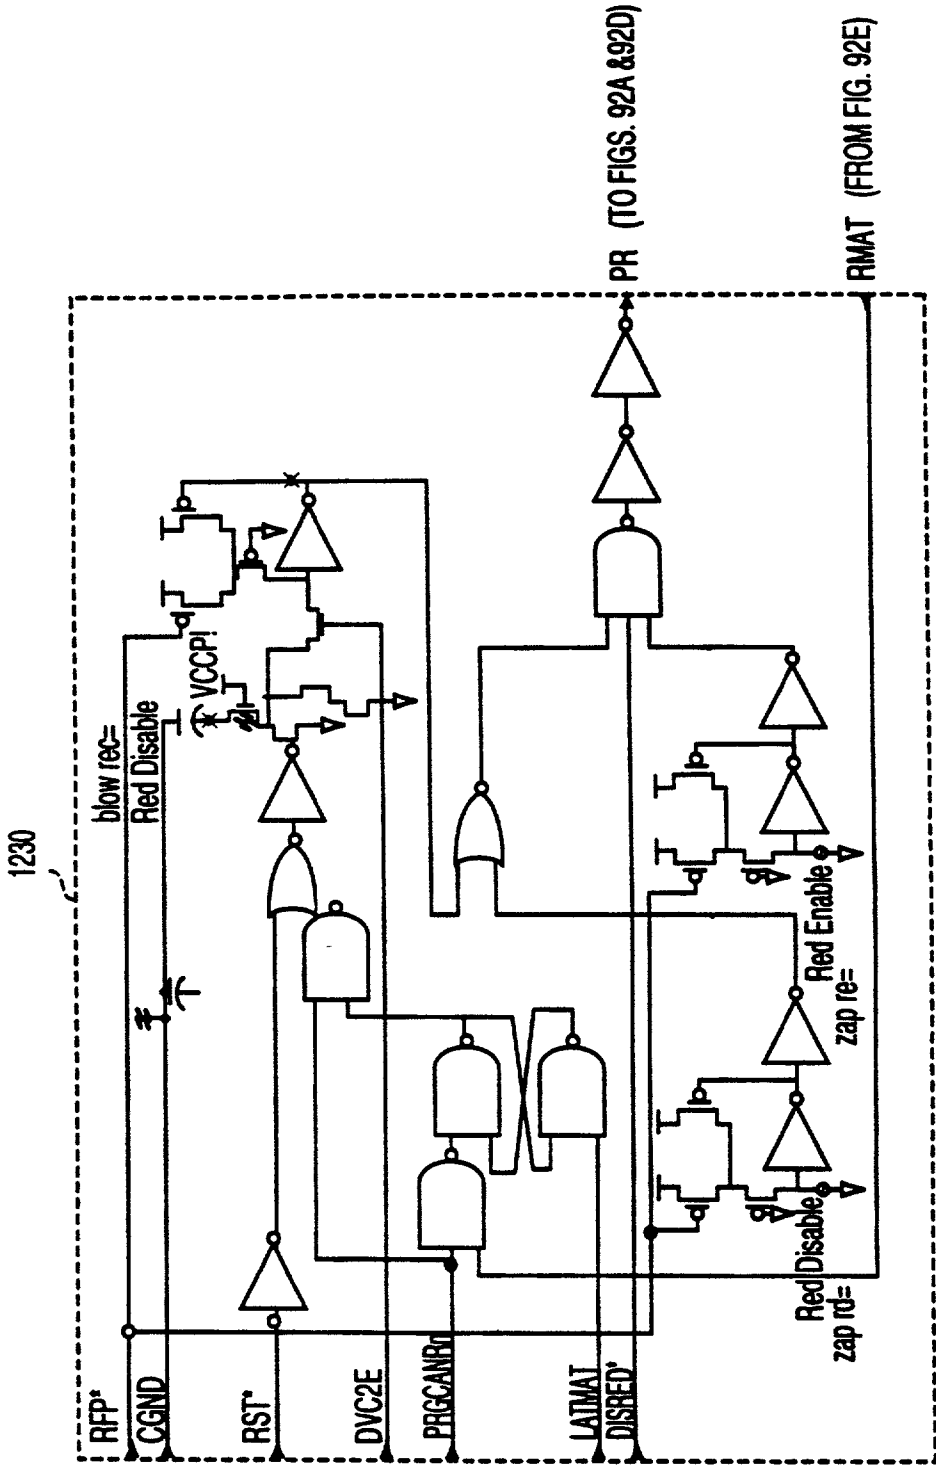 1230
RFP*
CGND
RST*
DVC2E
PRGCANRn
LATMAT
DISRED*
blow rec=
Red Disable
VCCP!
Red Disable
zap rd=
Red Enable
zap re=
PR (TO FIGS. 92A &92D)
RMAT (FROM FIG. 92E)